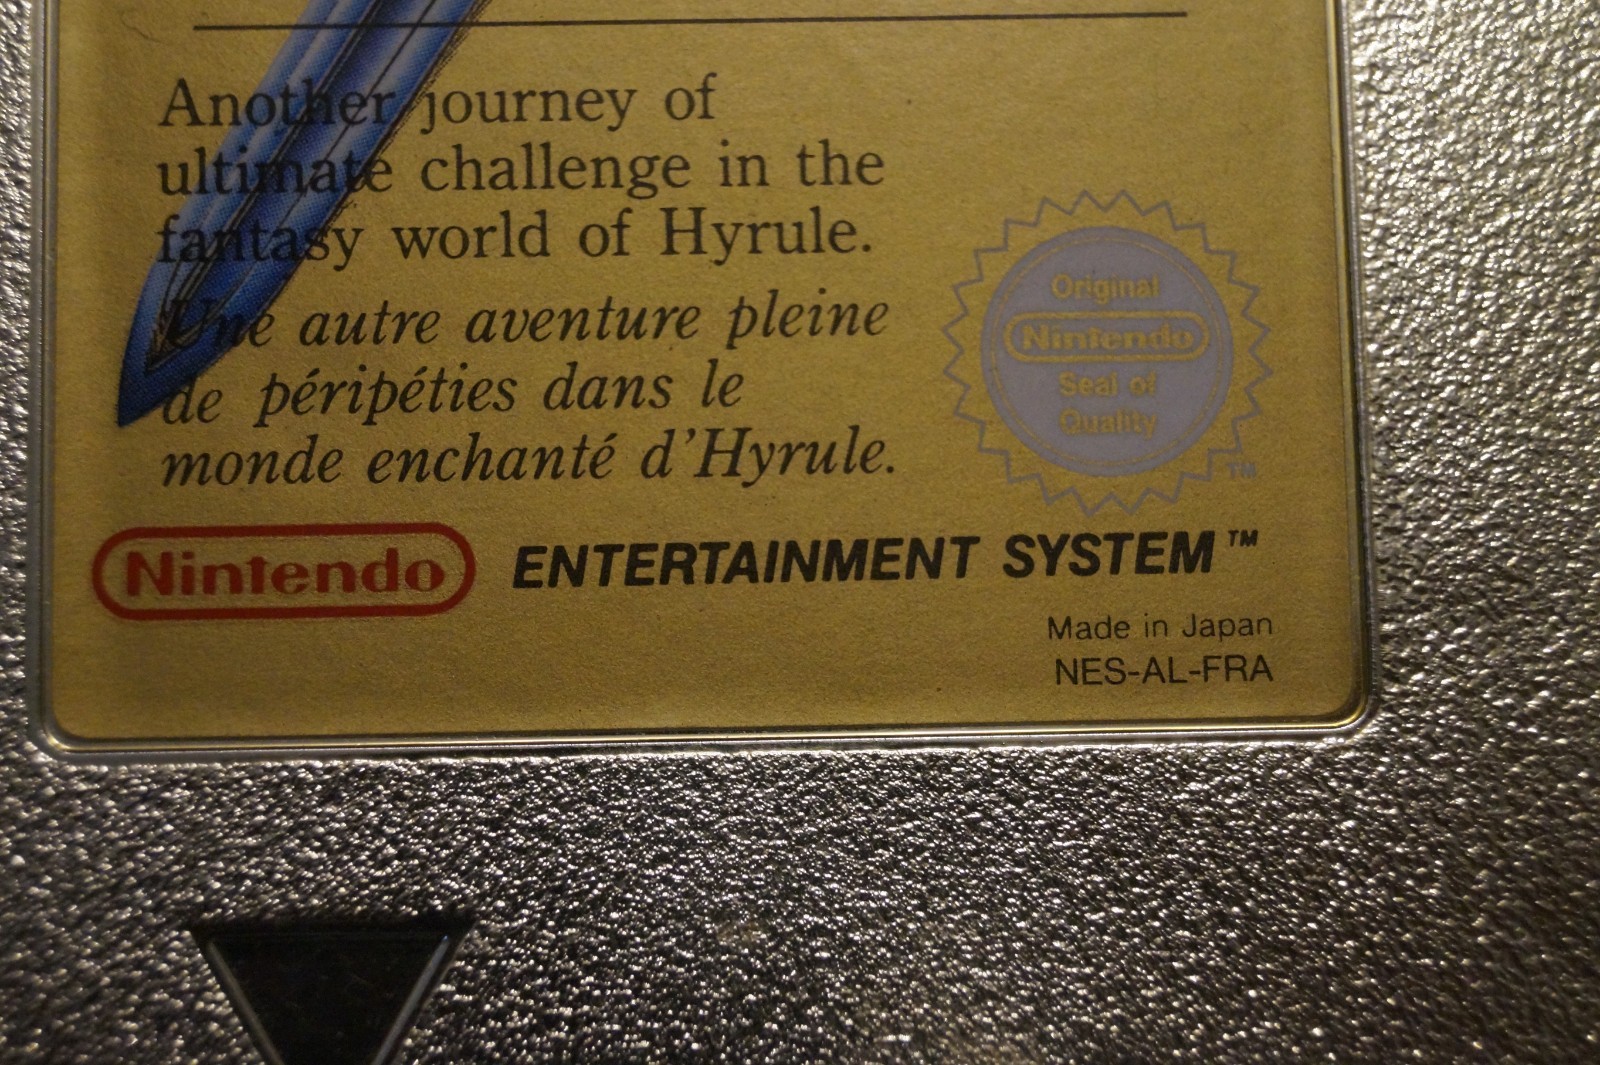 Another journey of
ultimate challenge in the
fantasy world of Hyrule.
Une autre aventure pleine
de péripéties dans le
monde enchanté d'Hyrule.
Original
Nintendo
Seal of
Quality
TM
Nintendo ENTERTAINMENT SYSTEM™
Made in Japan
NES-AL-FRA